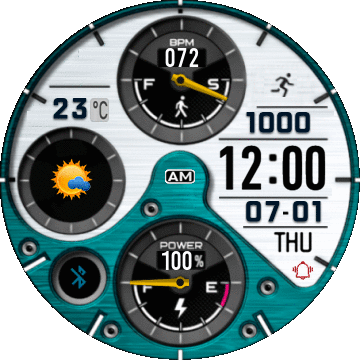 BPM
072
F S
23 °C
1000
12:00
AM
07-01
THU
POWER
100%
F E